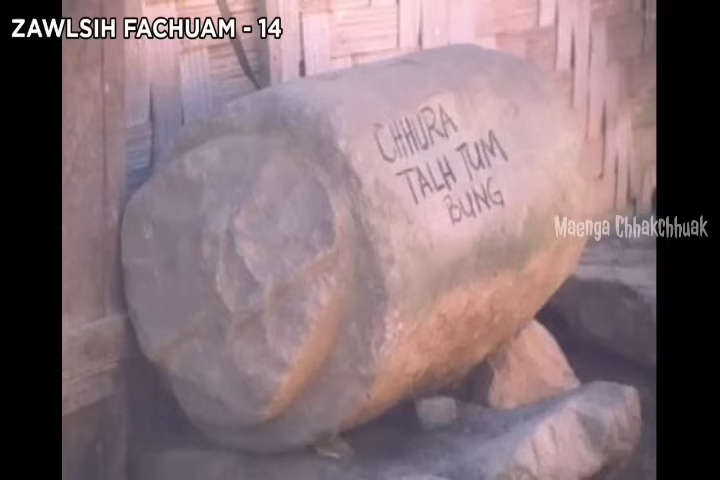 ZAWLSIH FACHUAM - 14
CHHURA
TALH TUM
BUNG
Maenga Chhakchhuak